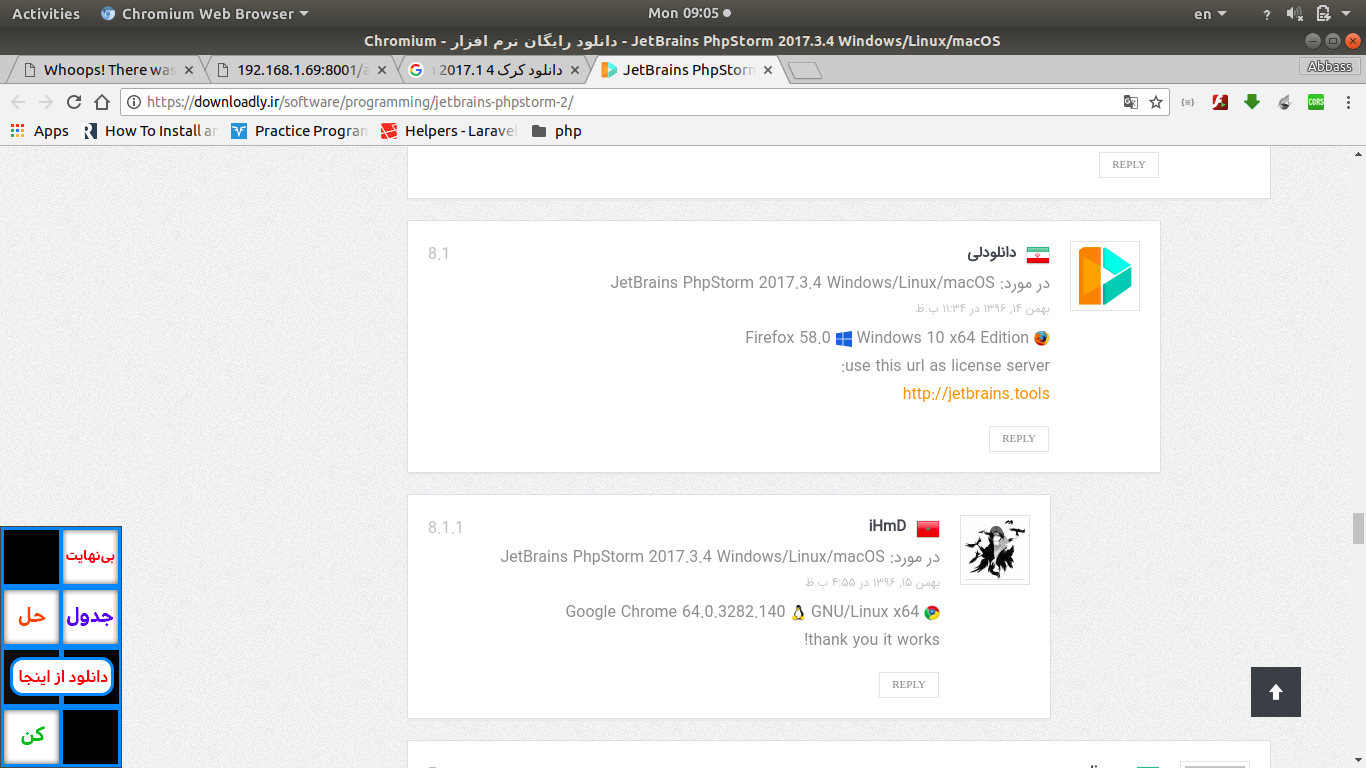 Activities
Chromium Web Browser
Mon 09:05
en
JetBrains PhpStorm 2017.3.4 Windows/Linux/macOS - دانلود رایگان نرم افزار - Chromium
Whoops! There was
192.168.1.69:8001/a
دانلود کرک 2017.1 4
JetBrains PhpStorm
Abbass
https://downloadly.ir/software/programming/jetbrains-phpstorm-2/
CORS
Apps
How To Install an
Practice Program
Helpers - Laravel
php
REPLY
8.1
دانلودلی
در مورد: JetBrains PhpStorm 2017.3.4 Windows/Linux/macOS
بهمن ۱۴, ۱۳۹۶ در ۱۱:۳۴ ب.ظ
Firefox 58.0 Windows 10 x64 Edition
:use this url as license server
http://jetbrains.tools
REPLY
8.1.1
iHmD
در مورد: JetBrains PhpStorm 2017.3.4 Windows/Linux/macOS
بهمن ۱۵, ۱۳۹۶ در ۴:۵۵ ب.ظ
Google Chrome 64.0.3282.140 GNU/Linux x64
!thank you it works
REPLY
بی‌نهایت
جدول
حل
دانلود از اینجا
کن